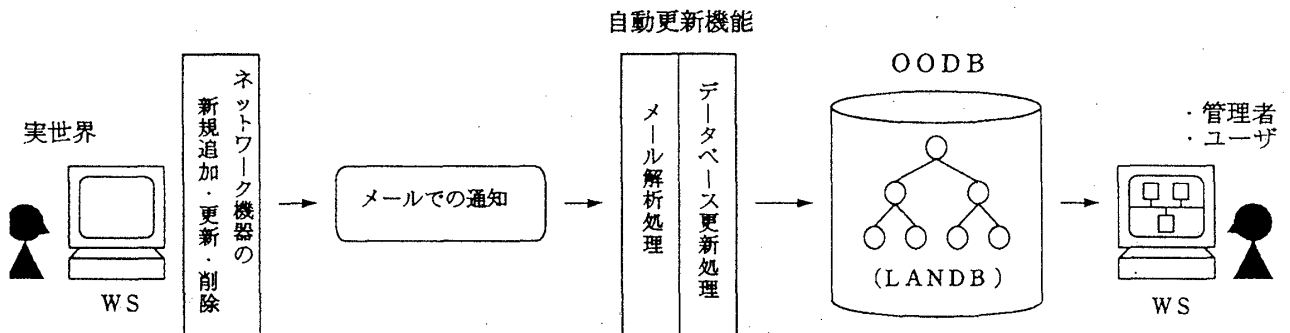 自動更新機能
実世界
WS
ネットワーク機器の
新規追加・更新・削除
メールでの通知
データベース更新処理
メール解析処理
OODB
(LANDB)
・管理者
・ユーザ
WS